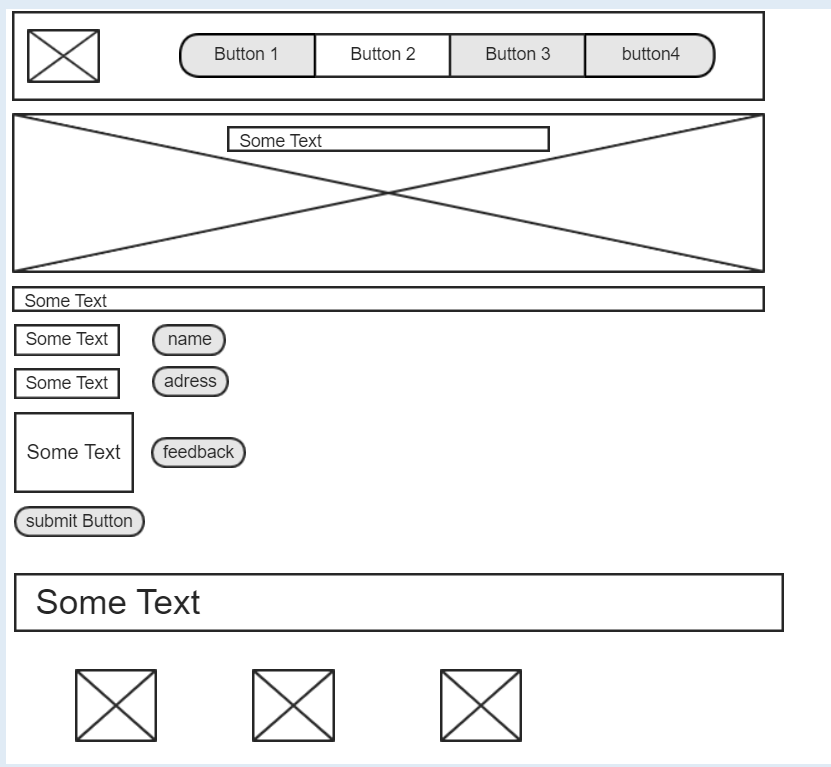 Button 1 Button 2 Button 3 button4
Some Text
Some Text
Some Text name
Some Text adress
Some Text feedback
submit Button
Some Text